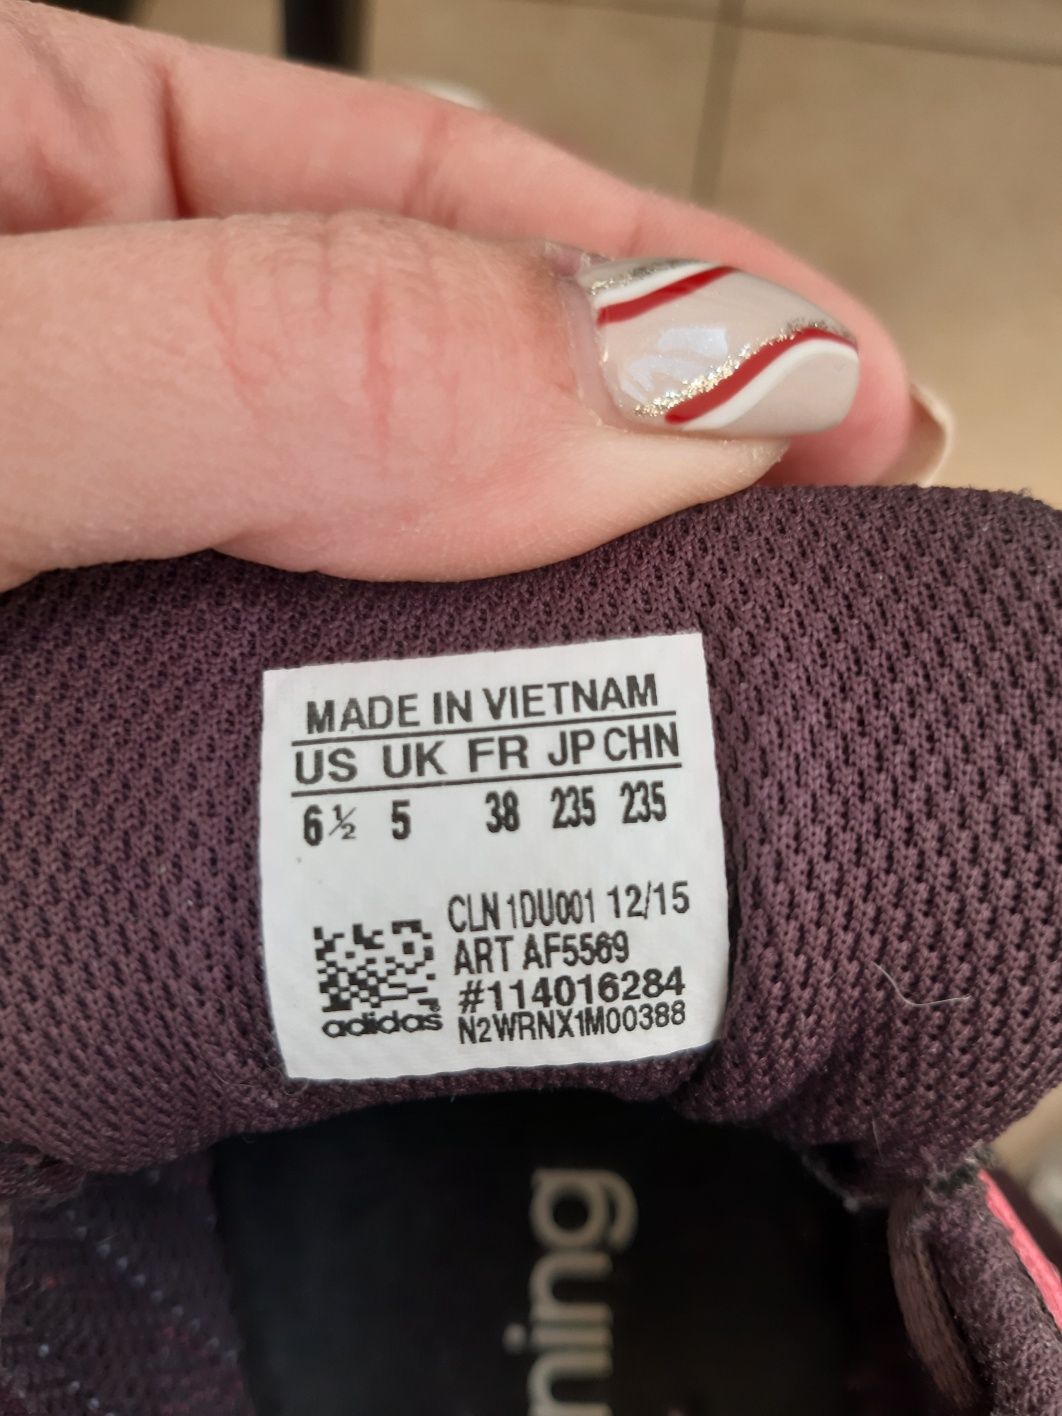 MADE IN VIETNAM
US UK FR JP CHN
6½ 5 38 235 235
CLN 1DU001 12/15
ART AF5569
#114016284
adidas N2WRNX1M00388
ning